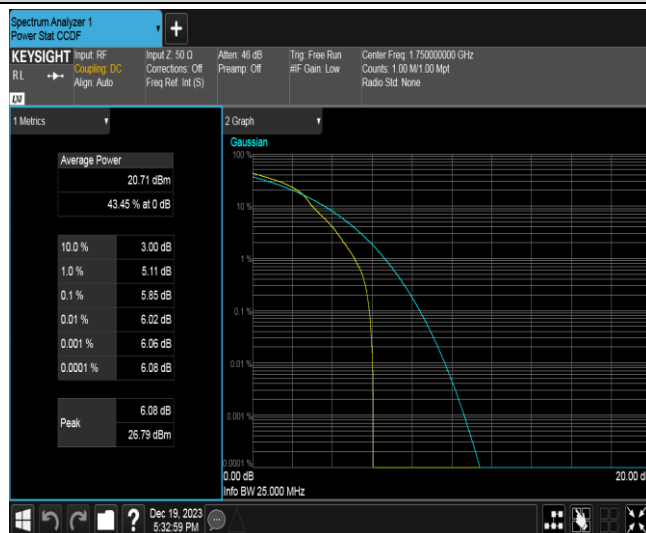 Spectrum Analyzer 1
Power Stat CCDF
+
KEYSIGHT
RL
LXI
Input: RF
Coupling: DC
Align: Auto
Input Z: 50 Ω
Corrections: Off
Freq Ref: Int (S)
Atten: 46 dB
Preamp: Off
Trig: Free Run
#IF Gain: Low
Center Freq: 1.750000000 GHz
Counts: 1.00 M/1.00 Mpt
Radio Std: None
1 Metrics
Average Power
20.71 dBm
43.45 % at 0 dB
10.0 % 3.00 dB
1.0 % 5.11 dB
0.1 % 5.85 dB
0.01 % 6.02 dB
0.001 % 6.06 dB
0.0001 % 6.08 dB
Peak
6.08 dB
26.79 dBm
2 Graph
Gaussian
100 %
10 %
1 %
0.1 %
0.01 %
0.001 %
0.0001 %
0.00 dB
20.00 d
Info BW 25.000 MHz
?
Dec 19, 2023
5:32:59 PM